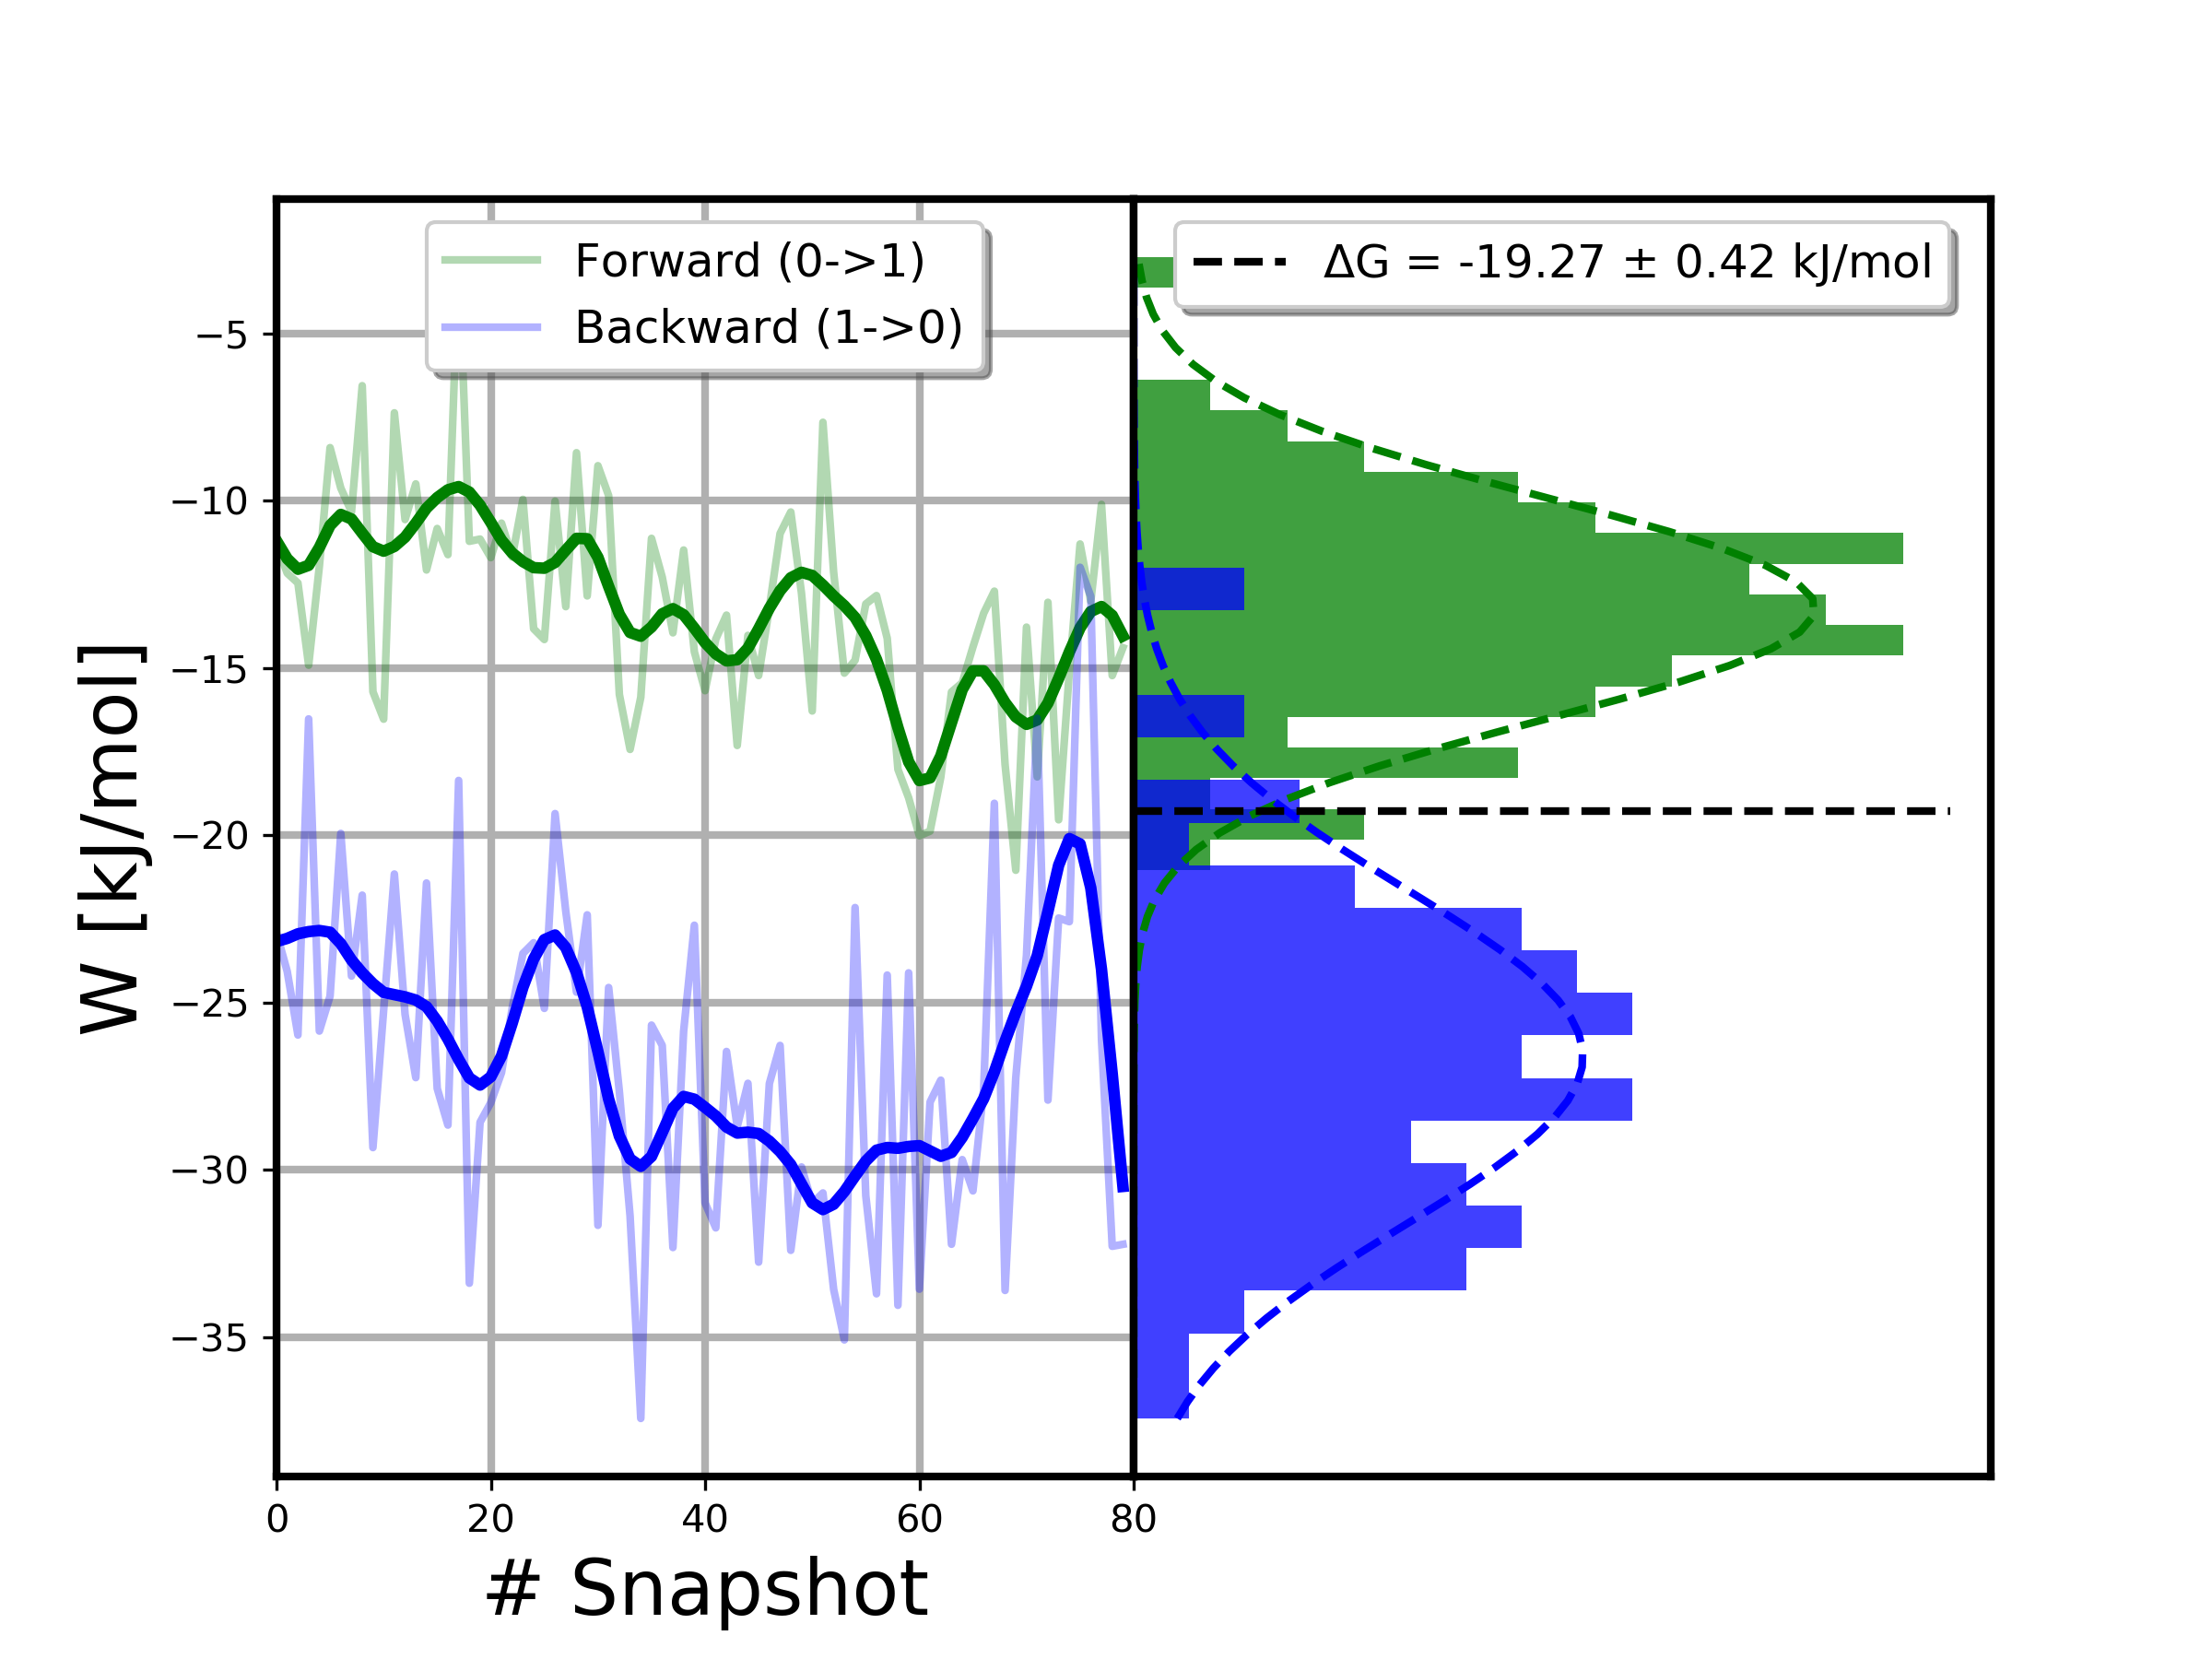 Forward (0->1)
Backward (1->0)
ΔG = -19.27 ± 0.42 kJ/mol
W [kJ/mol]
−5
−10
−15
−20
−25
−30
−35
0 20 40 60 80
# Snapshot